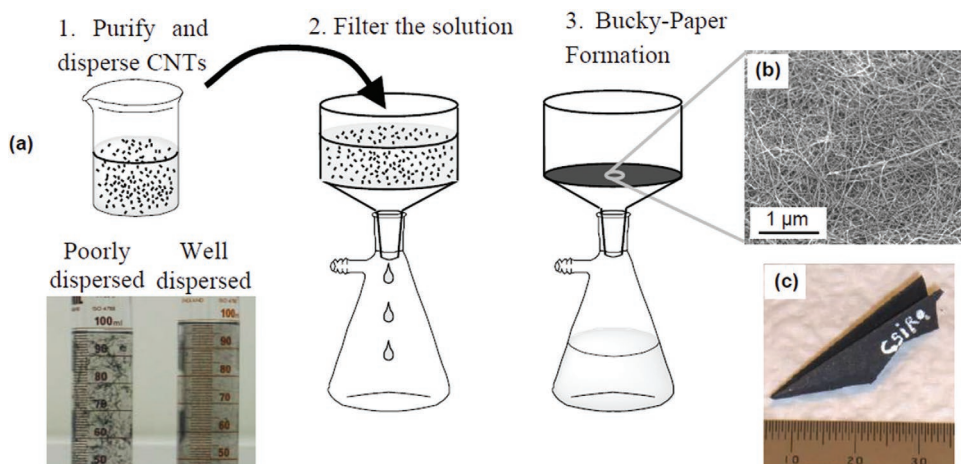 1. Purify and
disperse CNTs
2. Filter the solution
3. Bucky-Paper
Formation
(a)
(b)
1 μm
Poorly
dispersed
Well
dispersed
100ml
90
80
70
60
50
100
90
80
70
60
50
(c)
CSIRO
10
20
30